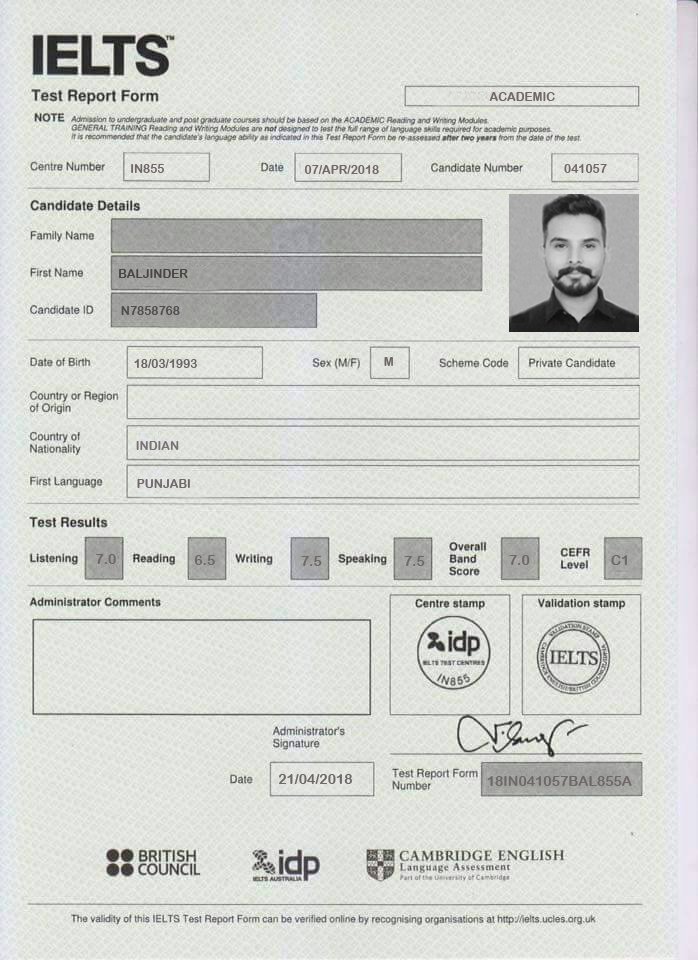 IELTS™
Test Report Form
ACADEMIC
NOTE Admission to undergraduate and post graduate courses should be based on the ACADEMIC Reading and Writing Modules.
GENERAL TRAINING Reading and Writing Modules are not designed to test the full range of language skills required for academic purposes.
It is recommended that the candidate's language ability as indicated in this Test Report Form be re-assessed after two years from the date of the test.
Centre Number IN855 Date 07/APR/2018 Candidate Number 041057
Candidate Details
Family Name
First Name BALJINDER
Candidate ID N7858768
Date of Birth 18/03/1993 Sex (M/F) M Scheme Code Private Candidate
Country or Region
of Origin
Country of
Nationality INDIAN
First Language PUNJABI
Test Results
Listening 7.0 Reading 6.5 Writing 7.5 Speaking 7.5 Overall Band Score 7.0 CEFR Level C1
Administrator Comments
Centre stamp
idp
IELTS TEST CENTRES
IN855
Validation stamp
VALIDATION STAMP
IELTS
Administrator's
Signature
Date 21/04/2018
Test Report Form
Number 18IN041057BAL855A
BRITISH
COUNCIL
idp
IELTS AUSTRALIA
CAMBRIDGE ENGLISH
Language Assessment
Part of the University of Cambridge
The validity of this IELTS Test Report Form can be verified online by recognising organisations at http://ielts.ucles.org.uk